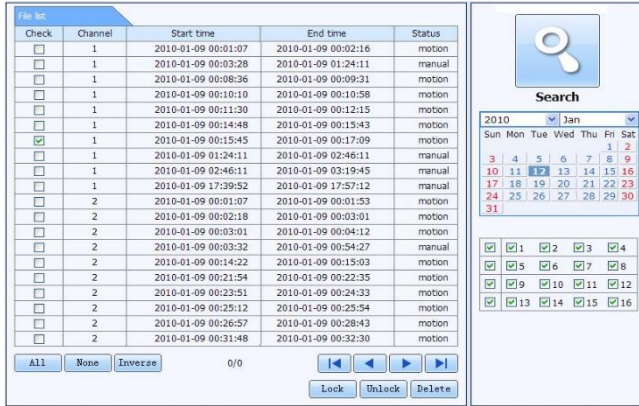 File list
Check Channel Start time End time Status
1 2010-01-09 00:01:07 2010-01-09 00:02:16 motion
1 2010-01-09 00:03:28 2010-01-09 01:24:11 manual
1 2010-01-09 00:08:36 2010-01-09 00:09:31 motion
1 2010-01-09 00:10:10 2010-01-09 00:10:58 motion
1 2010-01-09 00:11:30 2010-01-09 00:12:15 motion
1 2010-01-09 00:14:48 2010-01-09 00:15:43 motion
1 2010-01-09 00:15:45 2010-01-09 00:17:09 motion
1 2010-01-09 01:24:11 2010-01-09 02:46:11 manual
1 2010-01-09 02:46:11 2010-01-09 03:19:45 manual
1 2010-01-09 17:39:52 2010-01-09 17:57:12 manual
2 2010-01-09 00:01:07 2010-01-09 00:01:53 motion
2 2010-01-09 00:02:18 2010-01-09 00:03:01 motion
2 2010-01-09 00:03:01 2010-01-09 00:04:12 motion
2 2010-01-09 00:03:32 2010-01-09 00:54:27 manual
2 2010-01-09 00:14:22 2010-01-09 00:15:03 motion
2 2010-01-09 00:21:54 2010-01-09 00:22:35 motion
2 2010-01-09 00:23:51 2010-01-09 00:24:33 motion
2 2010-01-09 00:25:12 2010-01-09 00:25:54 motion
2 2010-01-09 00:26:57 2010-01-09 00:28:43 motion
2 2010-01-09 00:31:48 2010-01-09 00:32:30 motion
All None Inverse 0/0
Lock Unlock Delete
Search
2010 Jan
Sun Mon Tue Wed Thu Fri Sat
1 2
3 4 5 6 7 8 9
10 11 12 13 14 15 16
17 18 19 20 21 22 23
24 25 26 27 28 29 30
31
1 2 3 4
5 6 7 8
9 10 11 12
13 14 15 16